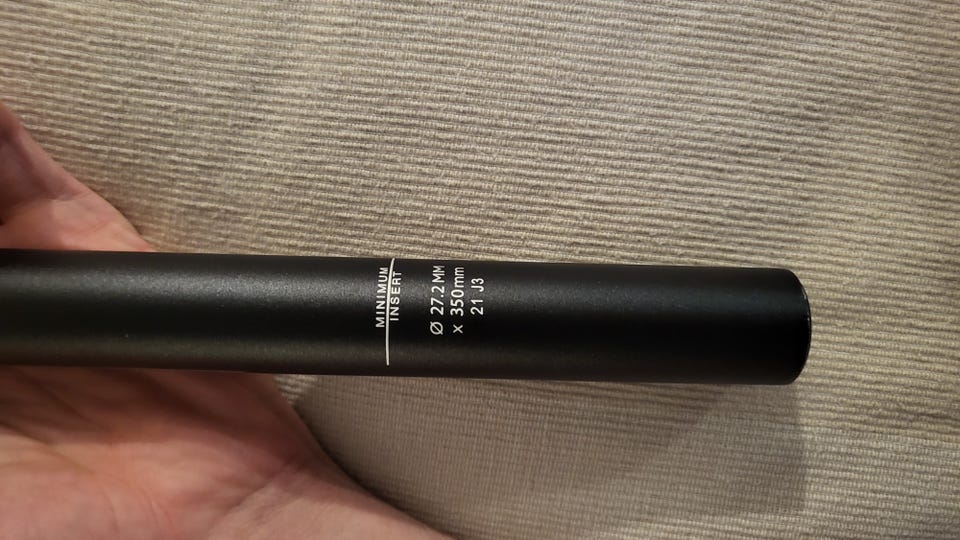 MINIMUM
INSERT
Ø 27.2 MM
x 350mm
21 J3